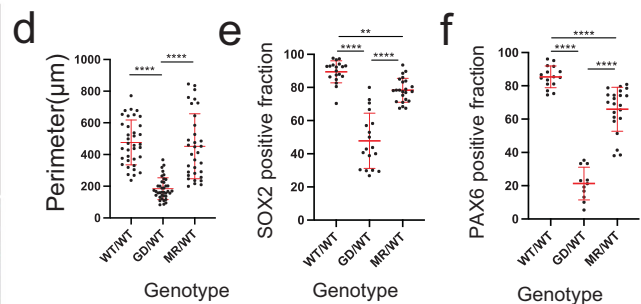 d
****
****
Perimeter(μm)
1000
800
600
400
200
0
WT/WT
GD/WT
MR/WT
Genotype
e
**
****
****
SOX2 positive fraction
100
80
60
40
20
0
WT/WT
GD/WT
MR/WT
Genotype
f
****
****
****
PAX6 positive fraction
100
80
60
40
20
0
WT/WT
GD/WT
MR/WT
Genotype